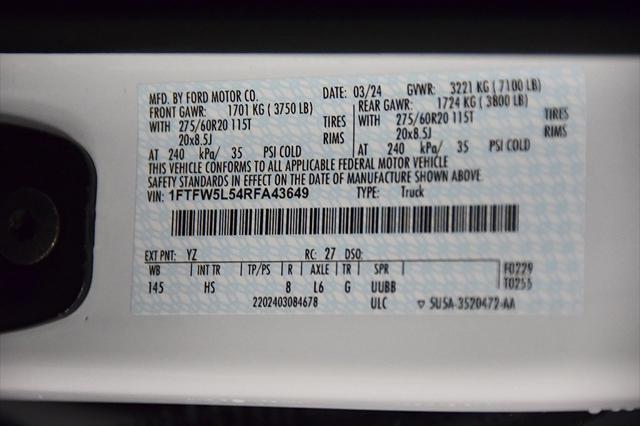 MFD. BY FORD MOTOR CO. DATE: 03/24 GVWR: 3221 KG ( 7100 LB)
FRONT GAWR: 1701 KG ( 3750 LB) REAR GAWR: 1724 KG ( 3800 LB)
WITH 275/60R20 115T TIRES WITH 275/60R20 115T TIRES
20x8.5J RIMS 20x8.5J RIMS
AT 240 kPa/ 35 PSI COLD AT 240 kPa/ 35 PSI COLD
THIS VEHICLE CONFORMS TO ALL APPLICABLE FEDERAL MOTOR VEHICLE
SAFETY STANDARDS IN EFFECT ON THE DATE OF MANUFACTURE SHOWN ABOVE.
VIN: 1FTFW5L54RFA43649 TYPE: Truck
EXT PNT: YZ RC: 27 DSO:
WB INT TR TP/PS R AXLE TR SPR F0229
145 HS 8 L6 G UUBB T0255
2202403084678 ULC ▽ SU5A-3520472-AA